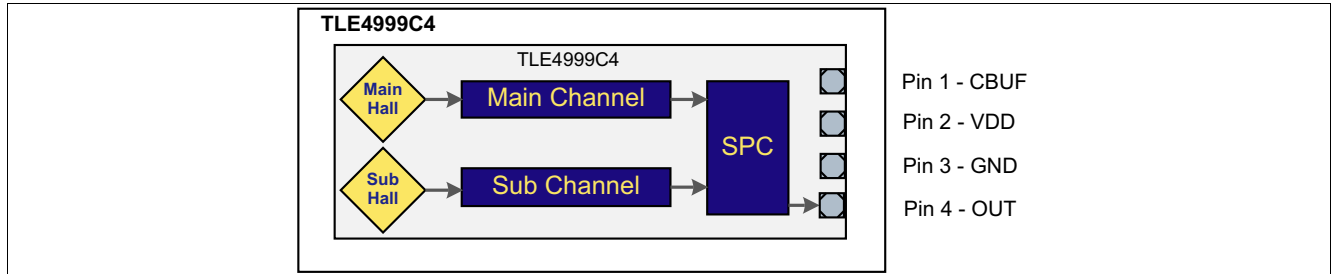 TLE4999C4
TLE4999C4
Main
Hall
Main Channel
Sub
Hall
Sub Channel
SPC
Pin 1 - CBUF
Pin 2 - VDD
Pin 3 - GND
Pin 4 - OUT